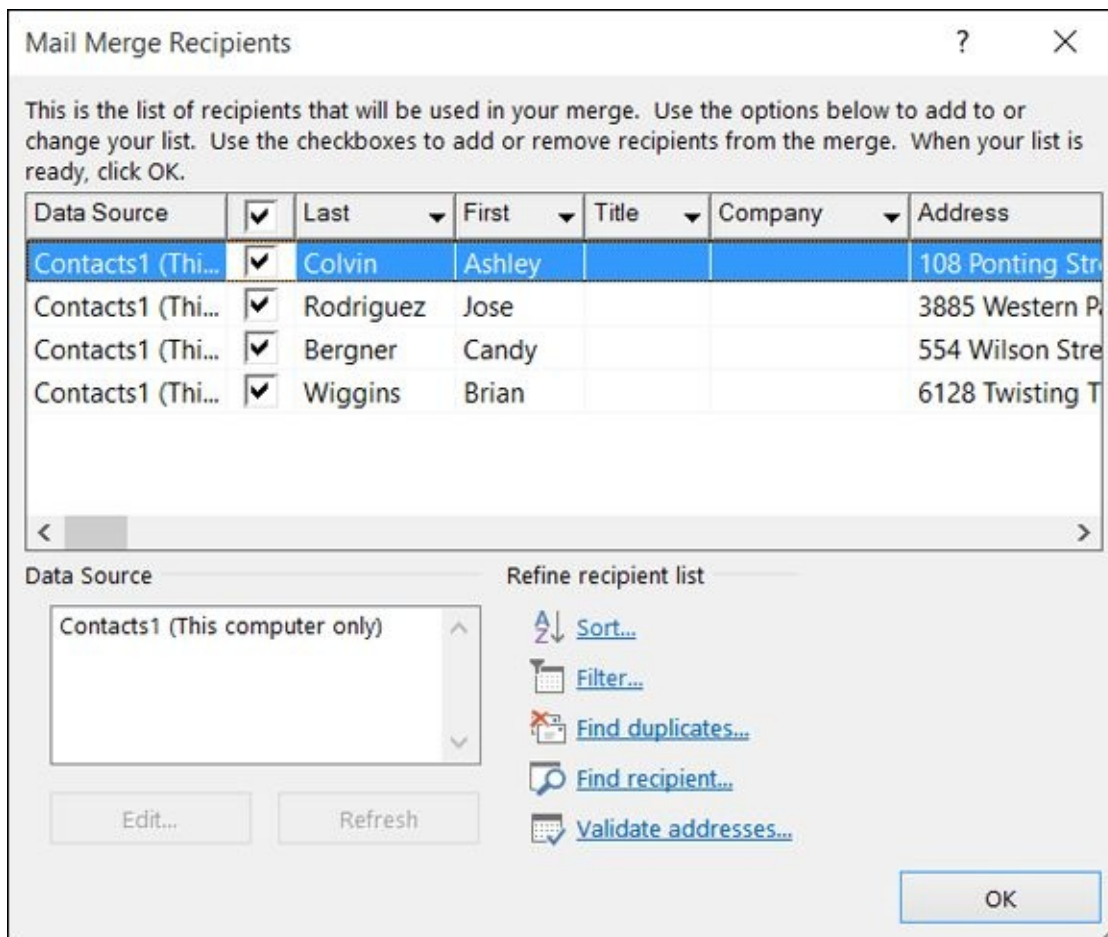 Mail Merge Recipients
This is the list of recipients that will be used in your merge. Use the options below to add to or
change your list. Use the checkboxes to add or remove recipients from the merge. When your list is
ready, click OK.
Data Source Last First Title Company Address
Contacts1 (Thi... Colvin Ashley 108 Ponting Str
Contacts1 (Thi... Rodriguez Jose 3885 Western P
Contacts1 (Thi... Bergner Candy 554 Wilson Stre
Contacts1 (Thi... Wiggins Brian 6128 Twisting T
Data Source
Contacts1 (This computer only)
Edit... Refresh
Refine recipient list
Sort...
Filter...
Find duplicates...
Find recipient...
Validate addresses...
OK